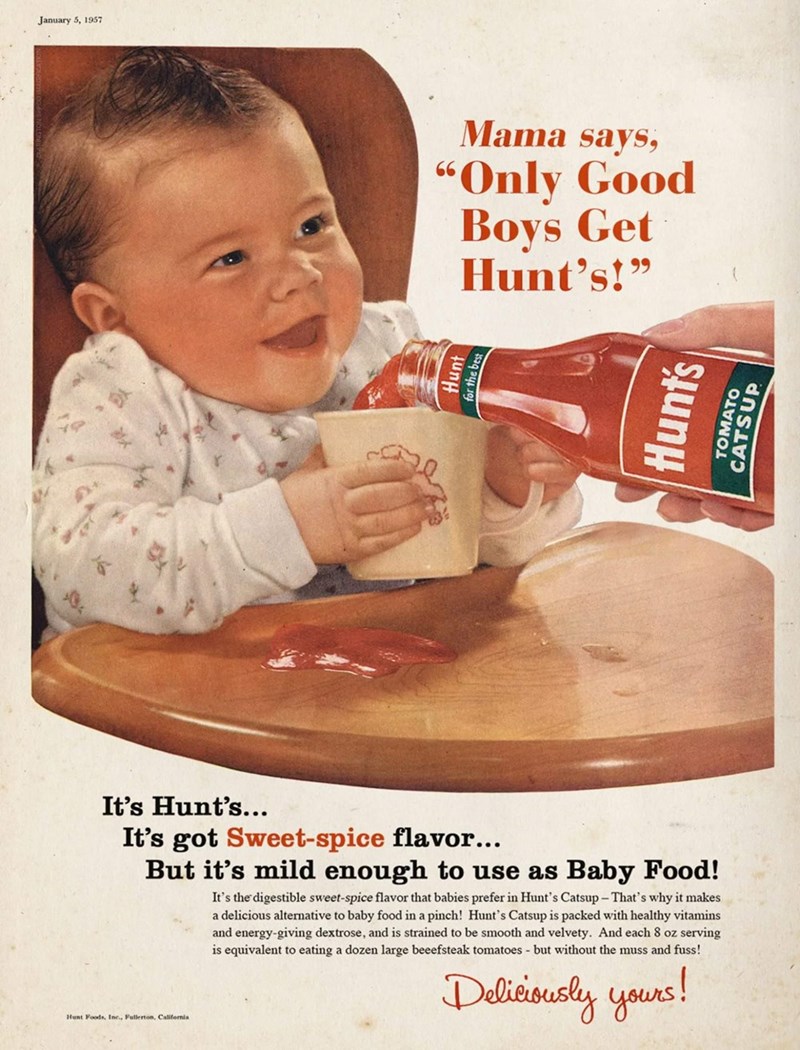 January 5, 1957
Mama says,
“Only Good
Boys Get
Hunt’s!”
Hunt
for the best
Hunt's
TOMATO
CATSUP
It’s Hunt’s...
It’s got Sweet-spice flavor...
But it’s mild enough to use as Baby Food!
It’s the digestible sweet-spice flavor that babies prefer in Hunt’s Catsup – That’s why it makes
a delicious alternative to baby food in a pinch! Hunt’s Catsup is packed with healthy vitamins
and energy-giving dextrose, and is strained to be smooth and velvety. And each 8 oz serving
is equivalent to eating a dozen large beeefsteak tomatoes - but without the muss and fuss!
Deliciously yours!
Hunt Foods, Inc., Fullerton, California